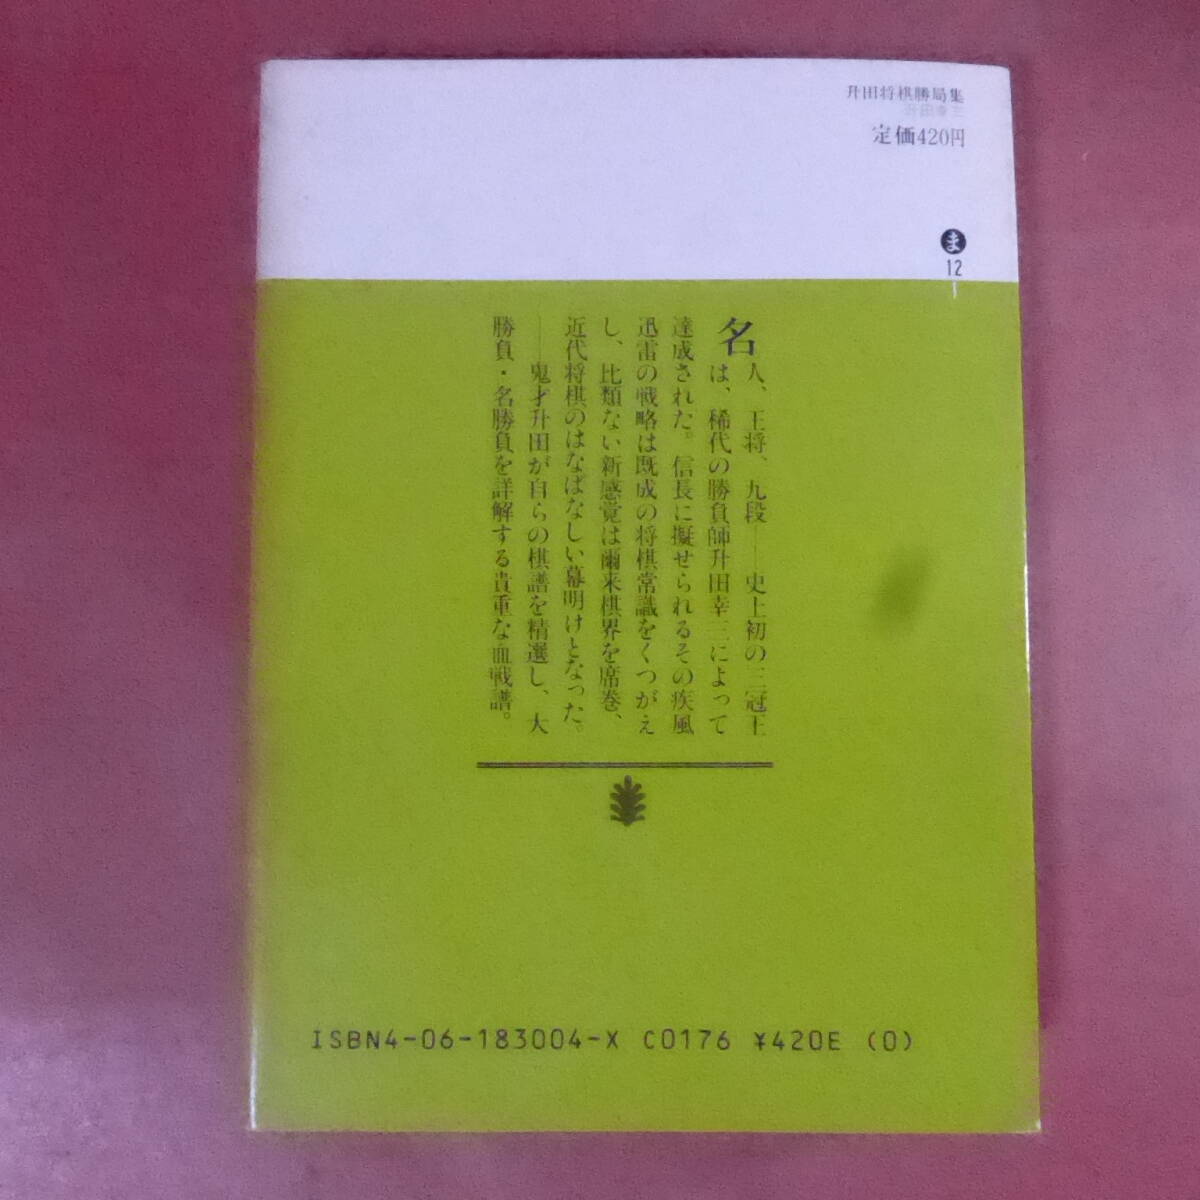 升田将棋勝局集
升田幸三
定価420円
ま
12
1
名人、王将、九段――史上初の三冠王
は、稀代の勝負師升田幸三によって
達成された。信長に擬せられるその疾風
迅雷の戦略は既成の将棋常識をくつがえ
し、比類ない新感覚は爾来棋界を席巻、
近代将棋のはなばなしい幕明けとなった。
――鬼才升田が自らの棋譜を精選し、大
勝負・名勝負を詳解する貴重な血戦譜。
ISBN4-06-183004-X C0176 ¥420E (0)